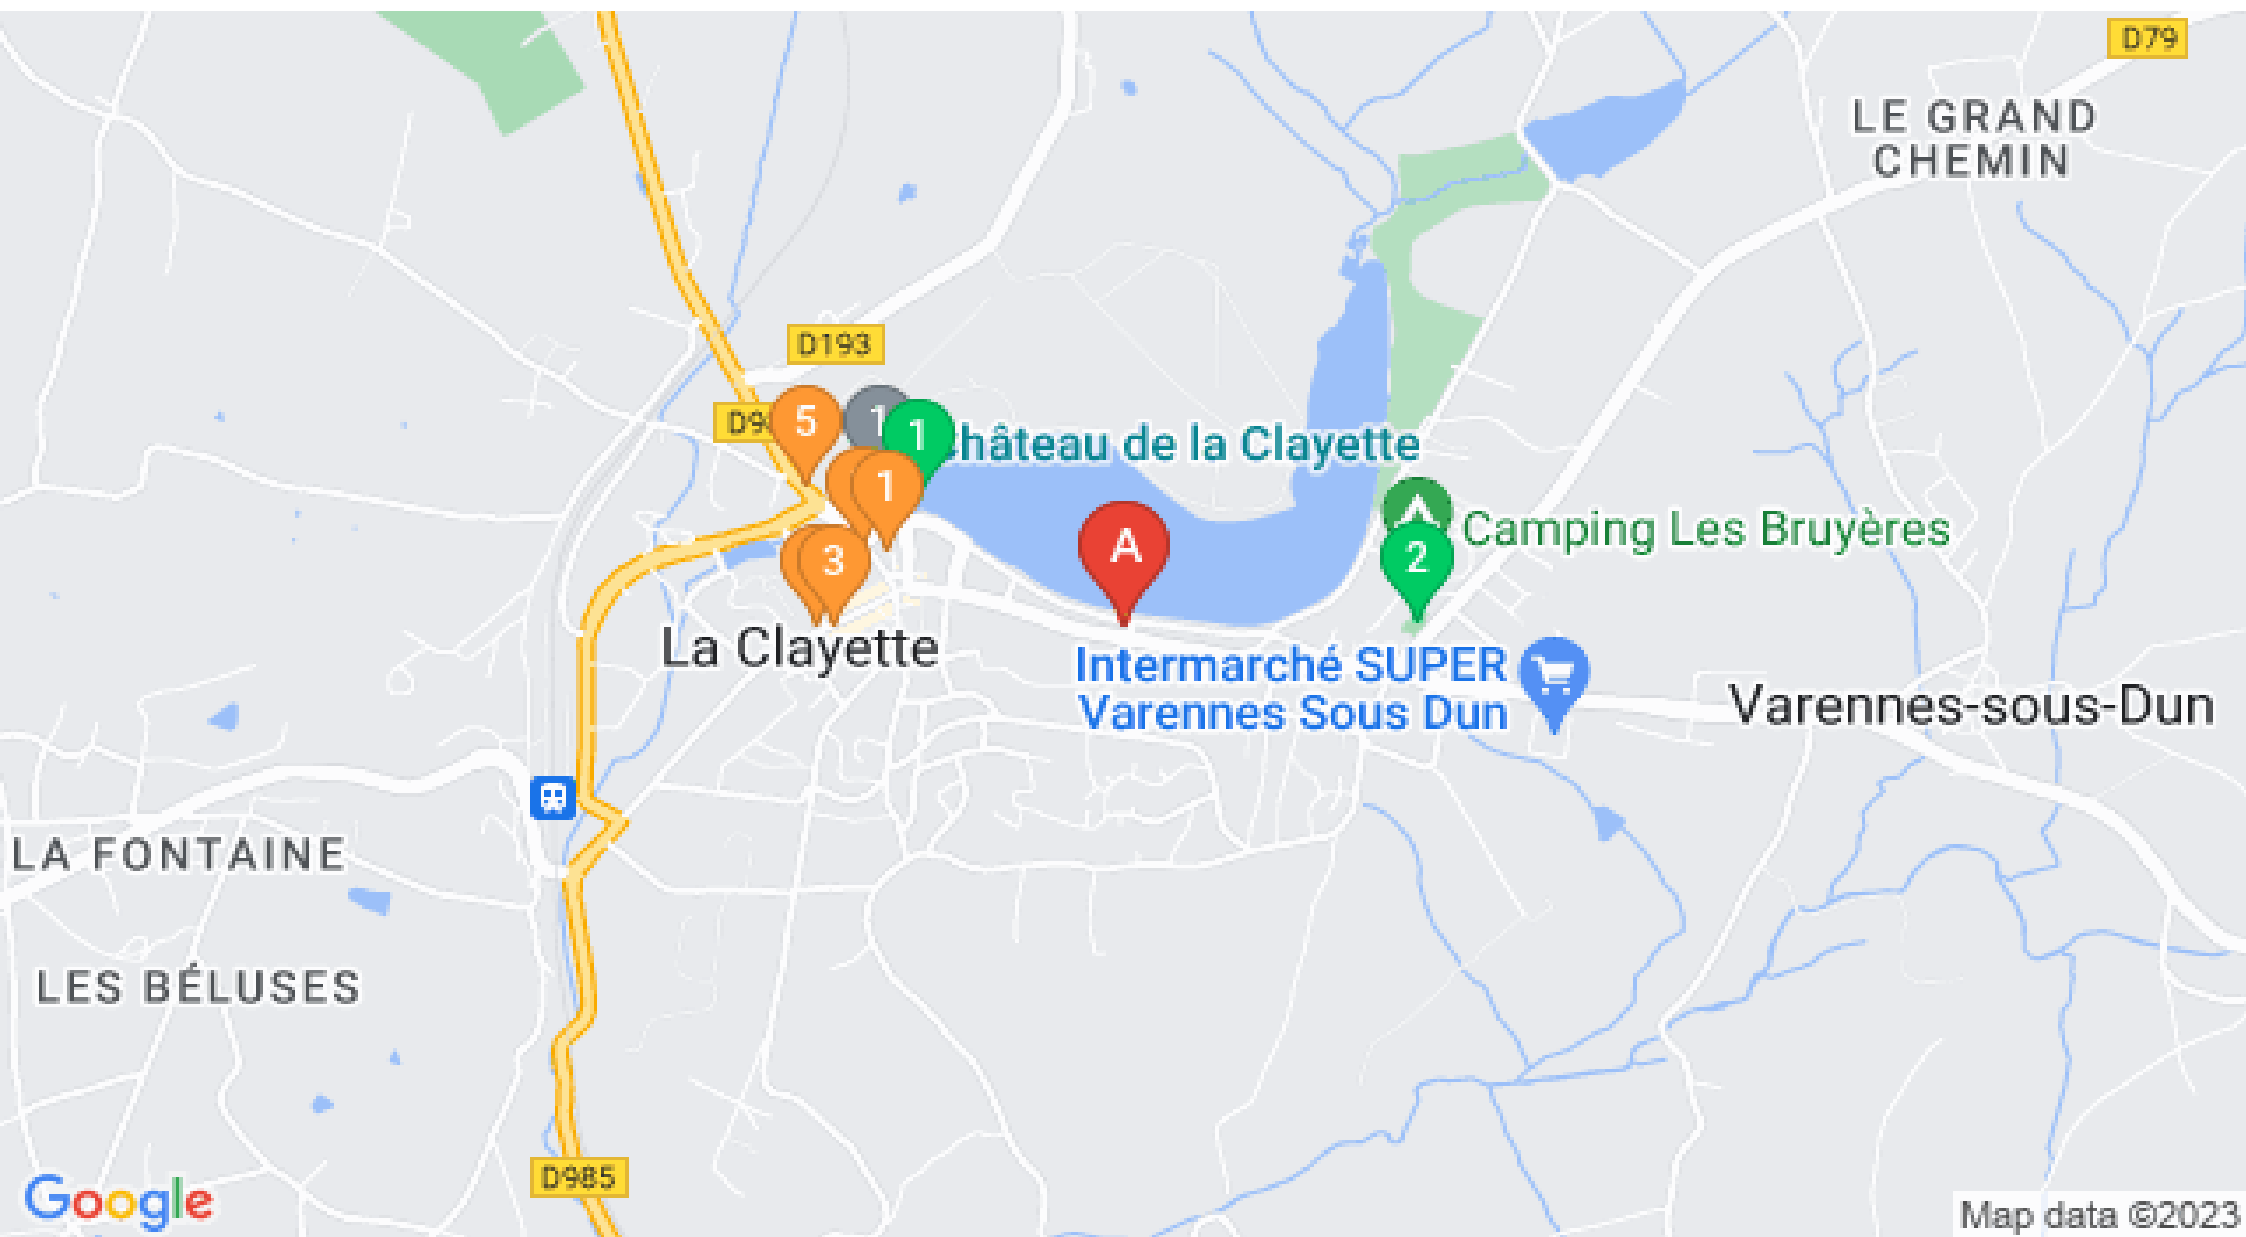 D79
LE GRAND
CHEMIN
D193
D9
5
1
1
hâteau de la Clayette
1
A
Camping Les Bruyères
3
2
La Clayette
Intermarché SUPER
Varennes Sous Dun
Varennes-sous-Dun
LA FONTAINE
LES BÉLUSES
D985
Google
Map data ©2023